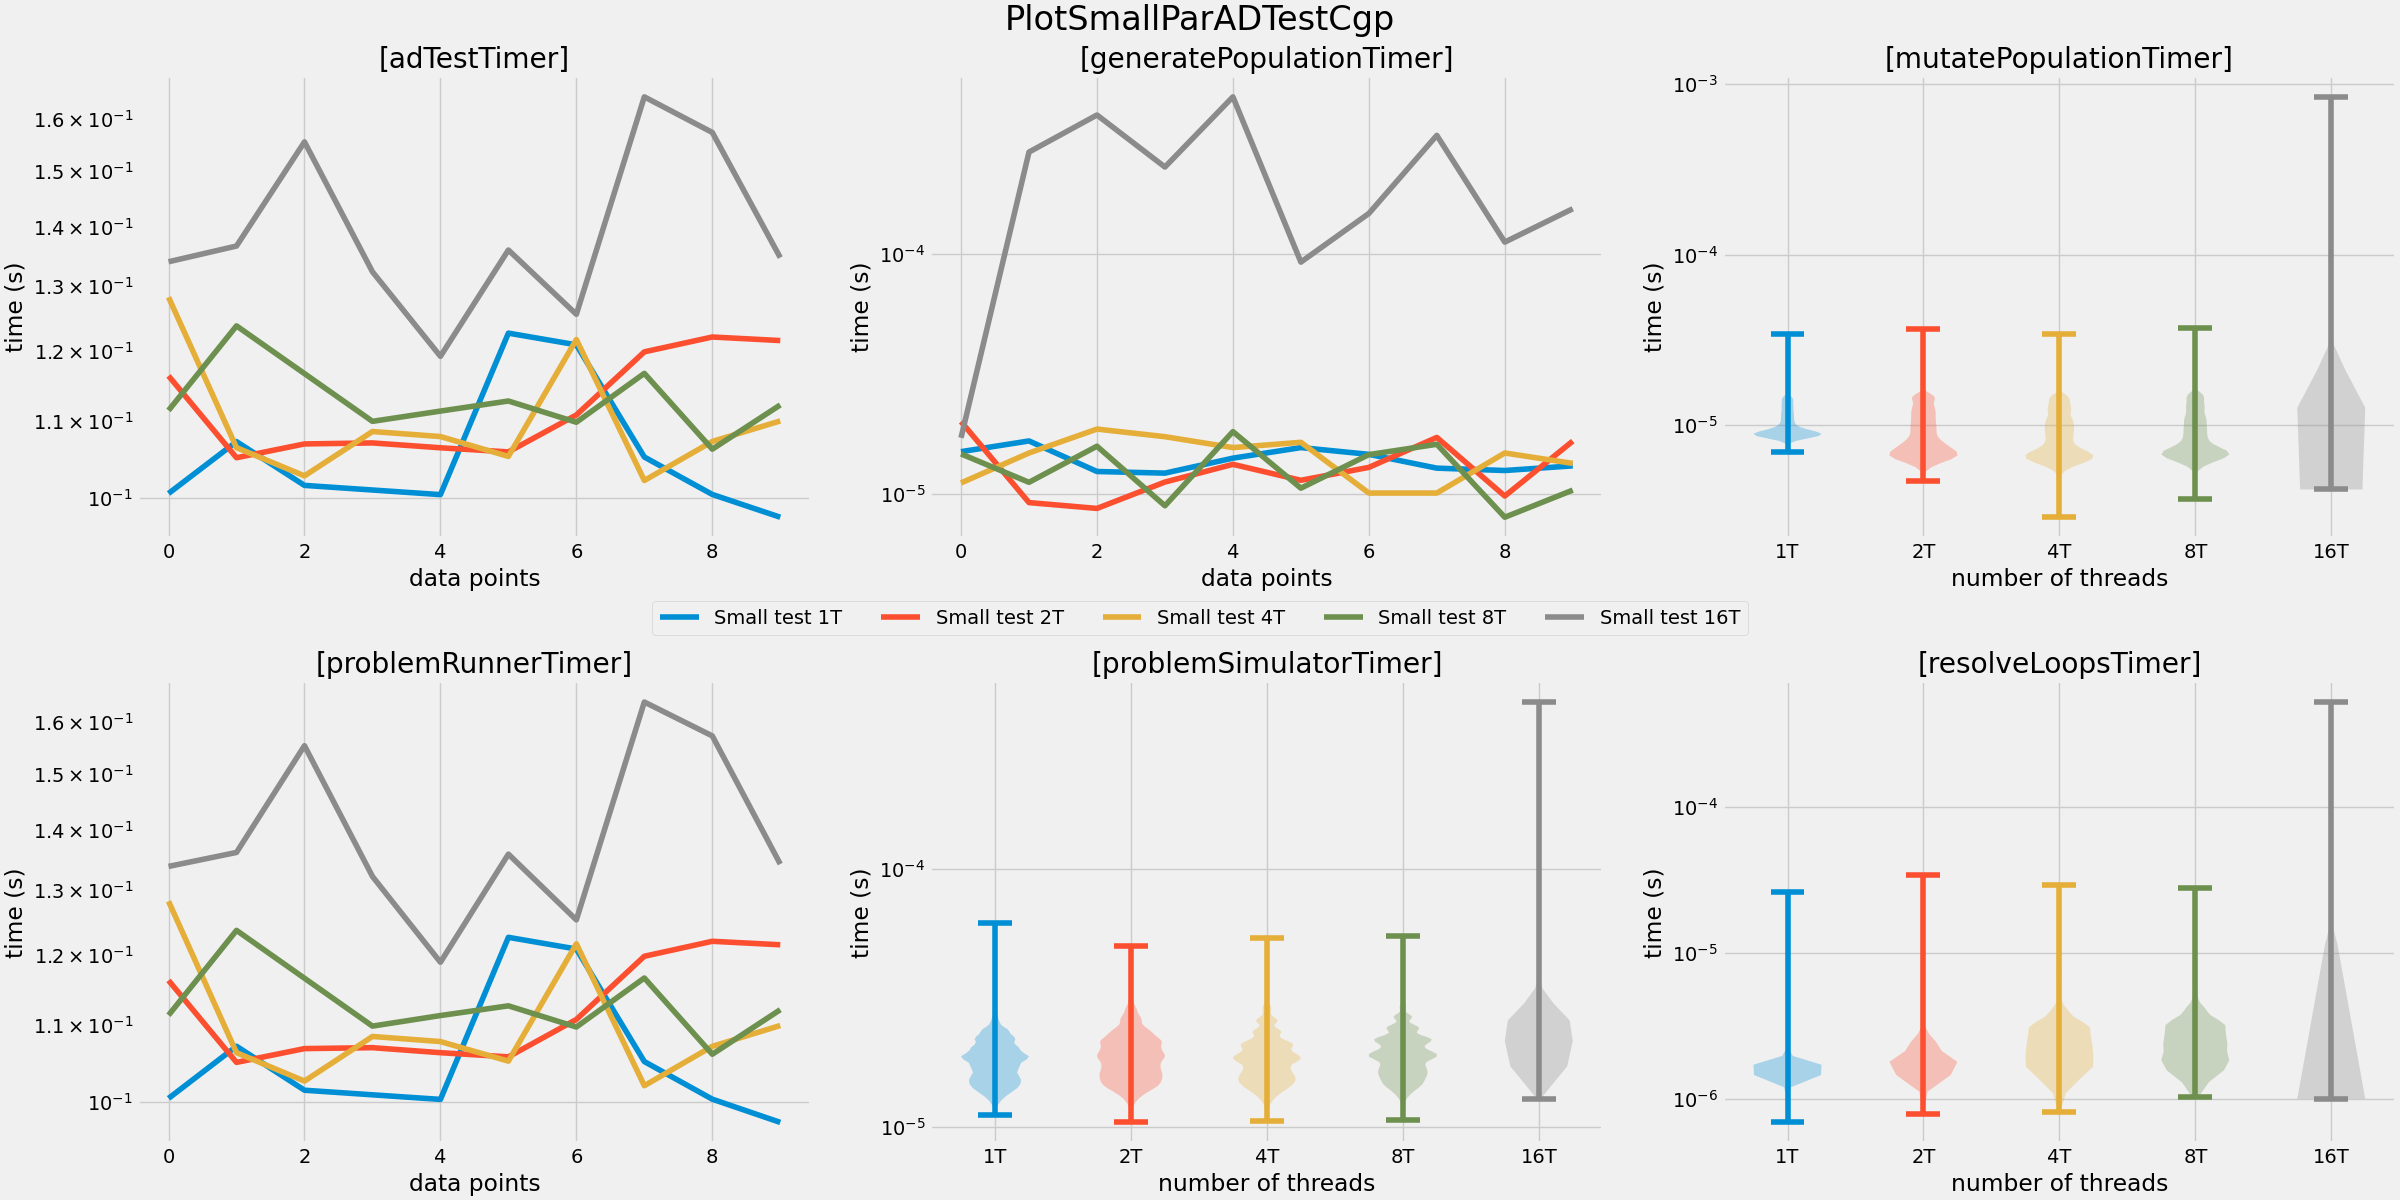 PlotSmallParADTestCgp
[adTestTimer]
time (s)
1.6 × 10⁻¹
1.5 × 10⁻¹
1.4 × 10⁻¹
1.3 × 10⁻¹
1.2 × 10⁻¹
1.1 × 10⁻¹
10⁻¹
0 2 4 6 8
data points
[generatePopulationTimer]
time (s)
10⁻⁴
10⁻⁵
0 2 4 6 8
data points
[mutatePopulationTimer]
time (s)
10⁻³
10⁻⁴
10⁻⁵
1T 2T 4T 8T 16T
number of threads
Small test 1T Small test 2T Small test 4T Small test 8T Small test 16T
[problemRunnerTimer]
time (s)
1.6 × 10⁻¹
1.5 × 10⁻¹
1.4 × 10⁻¹
1.3 × 10⁻¹
1.2 × 10⁻¹
1.1 × 10⁻¹
10⁻¹
0 2 4 6 8
data points
[problemSimulatorTimer]
time (s)
10⁻⁴
10⁻⁵
1T 2T 4T 8T 16T
number of threads
[resolveLoopsTimer]
time (s)
10⁻⁴
10⁻⁵
10⁻⁶
1T 2T 4T 8T 16T
number of threads